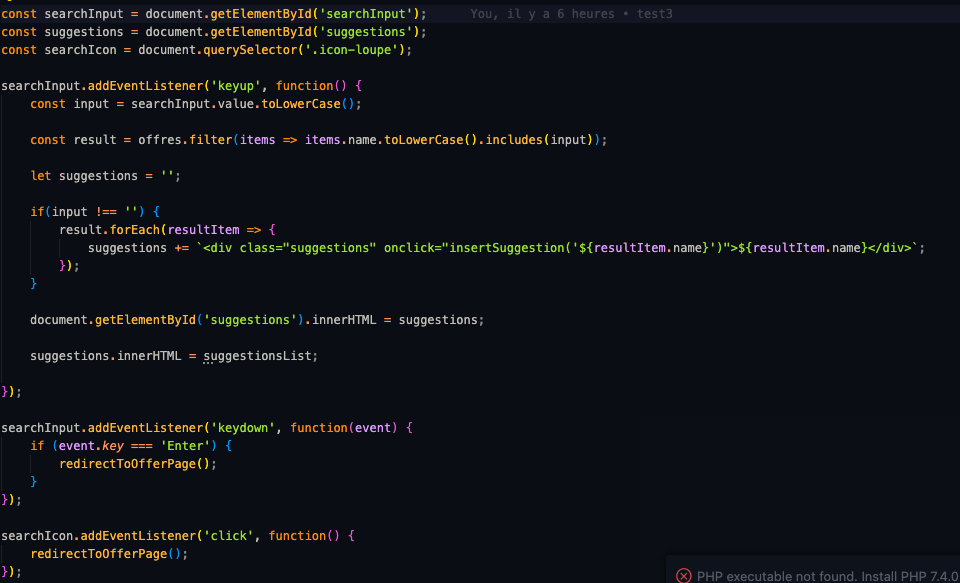 const searchInput = document.getElementById('searchInput'); You, il y a 6 heures • test3
const suggestions = document.getElementById('suggestions');
const searchIcon = document.querySelector('.icon-loupe');
searchInput.addEventListener('keyup', function() {
const input = searchInput.value.toLowerCase();
const result = offres.filter(items => items.name.toLowerCase().includes(input));
let suggestions = '';
if(input !== '') {
result.forEach(resultItem => {
suggestions += `<div class="suggestions" onclick="insertSuggestion('${resultItem.name}')">${resultItem.name}</div>`;
});
}
document.getElementById('suggestions').innerHTML = suggestions;
suggestions.innerHTML = suggestionsList;
});
searchInput.addEventListener('keydown', function(event) {
if (event.key === 'Enter') {
redirectToOfferPage();
}
});
searchIcon.addEventListener('click', function() {
redirectToOfferPage();
});
PHP executable not found. Install PHP 7.4.0